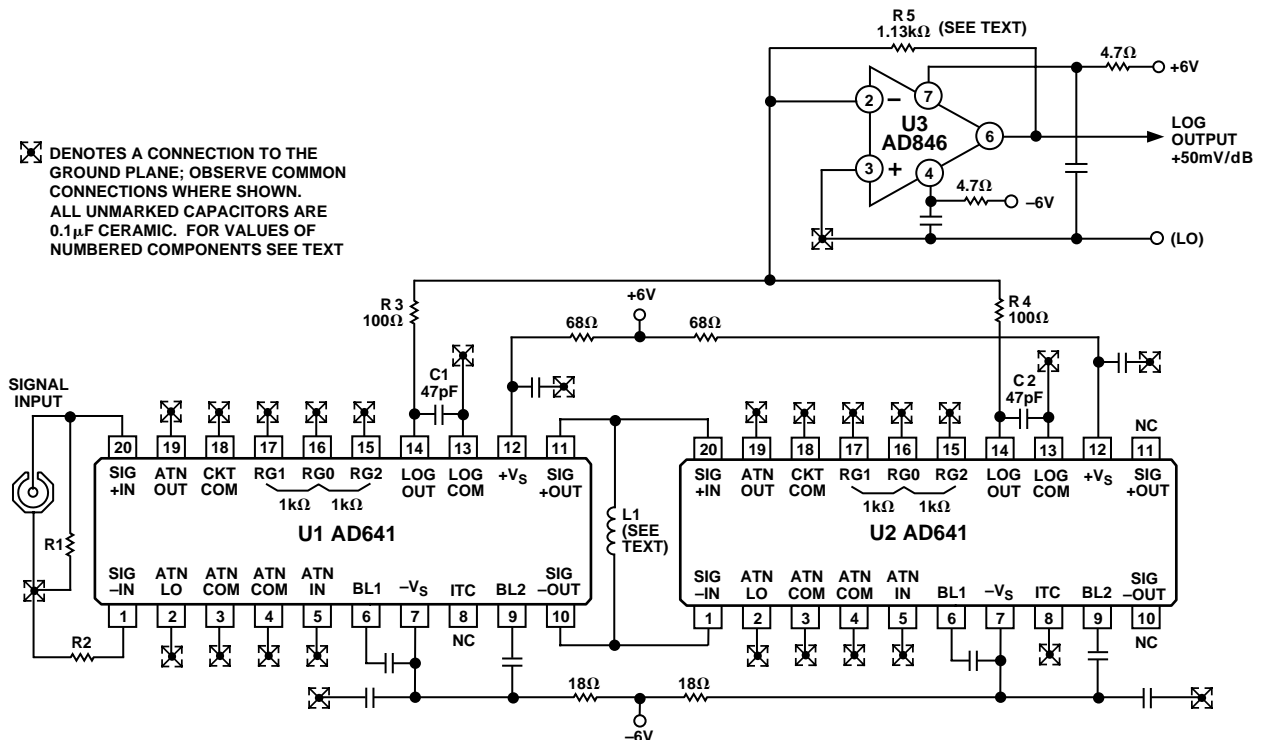 R5
1.13kΩ (SEE TEXT)
4.7Ω
+6V
2
–
7
U3
AD846
6
LOG
OUTPUT
+50mV/dB
3
+
4
4.7Ω
–6V
(LO)
DENOTES A CONNECTION TO THE
GROUND PLANE; OBSERVE COMMON
CONNECTIONS WHERE SHOWN.
ALL UNMARKED CAPACITORS ARE
0.1μF CERAMIC. FOR VALUES OF
NUMBERED COMPONENTS SEE TEXT
R3
100Ω
+6V
68Ω
68Ω
R4
100Ω
C1
47pF
C2
47pF
SIGNAL
INPUT
NC
20 19 18 17 16 15 14 13 12 11
SIG +IN
ATN OUT
CKT COM
RG1 RG0 RG2
LOG OUT
LOG COM
+VS
SIG +OUT
1kΩ 1kΩ
U1 AD641
R1
SIG –IN
ATN LO
ATN COM
ATN COM
ATN IN
BL1
–VS
ITC
BL2
SIG –OUT
1 2 3 4 5 6 7 8 9 10
NC
R2
L1
(SEE
TEXT)
20 19 18 17 16 15 14 13 12 11
SIG +IN
ATN OUT
CKT COM
RG1 RG0 RG2
LOG OUT
LOG COM
+VS
SIG +OUT
1kΩ 1kΩ
U2 AD641
SIG –IN
ATN LO
ATN COM
ATN COM
ATN IN
BL1
–VS
ITC
BL2
SIG –OUT
1 2 3 4 5 6 7 8 9 10
NC
18Ω
18Ω
–6V